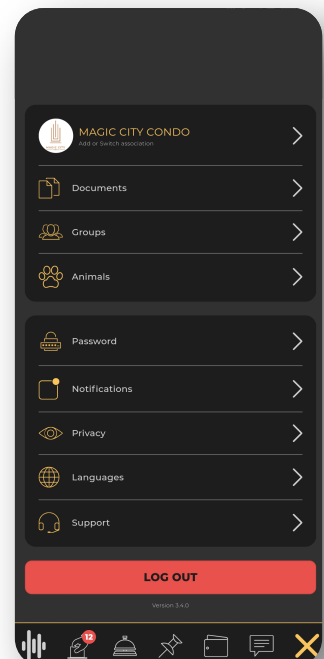 MAGIC CITY CONDO
Add or Switch association
Documents
Groups
Animals
Password
Notifications
Privacy
Languages
Support
LOG OUT
Version 3.4.0
12